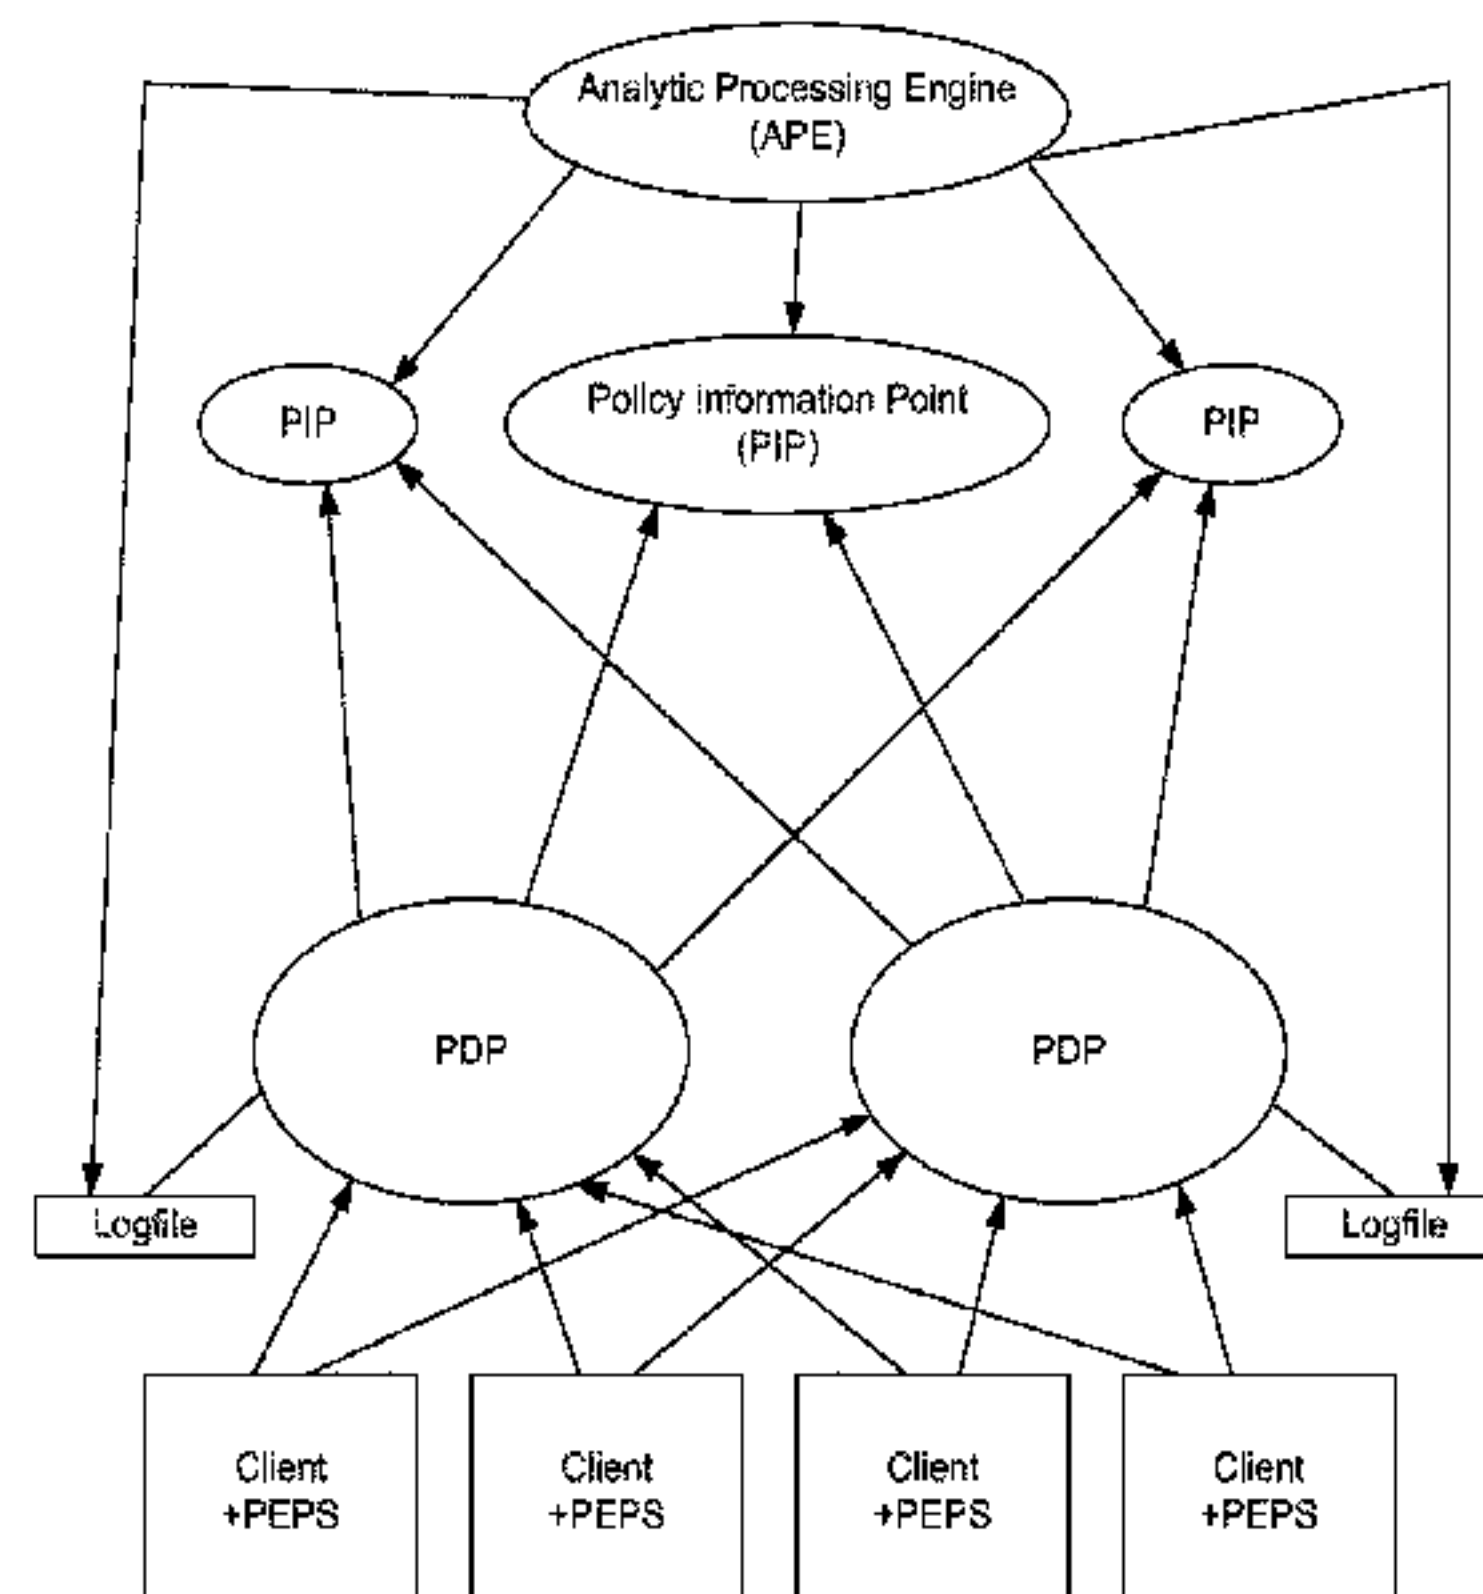 Analytic Processing Engine
(APE)
PIP
Policy information Point
(PIP)
PIP
PDP
PDP
Logfile
Logfile
Client
+PEPS
Client
+PEPS
Client
+PEPS
Client
+PEPS